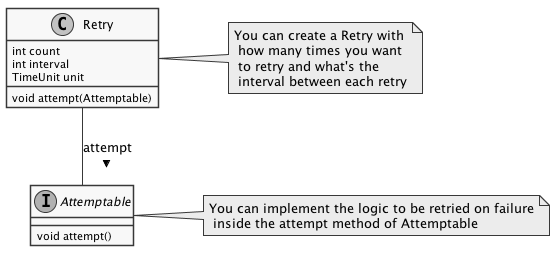 C Retry
int count
int interval
TimeUnit unit
void attempt(Attemptable)
You can create a Retry with
how many times you want
to retry and what's the
interval between each retry
attempt
I Attemptable
void attempt()
You can implement the logic to be retried on failure
inside the attempt method of Attemptable